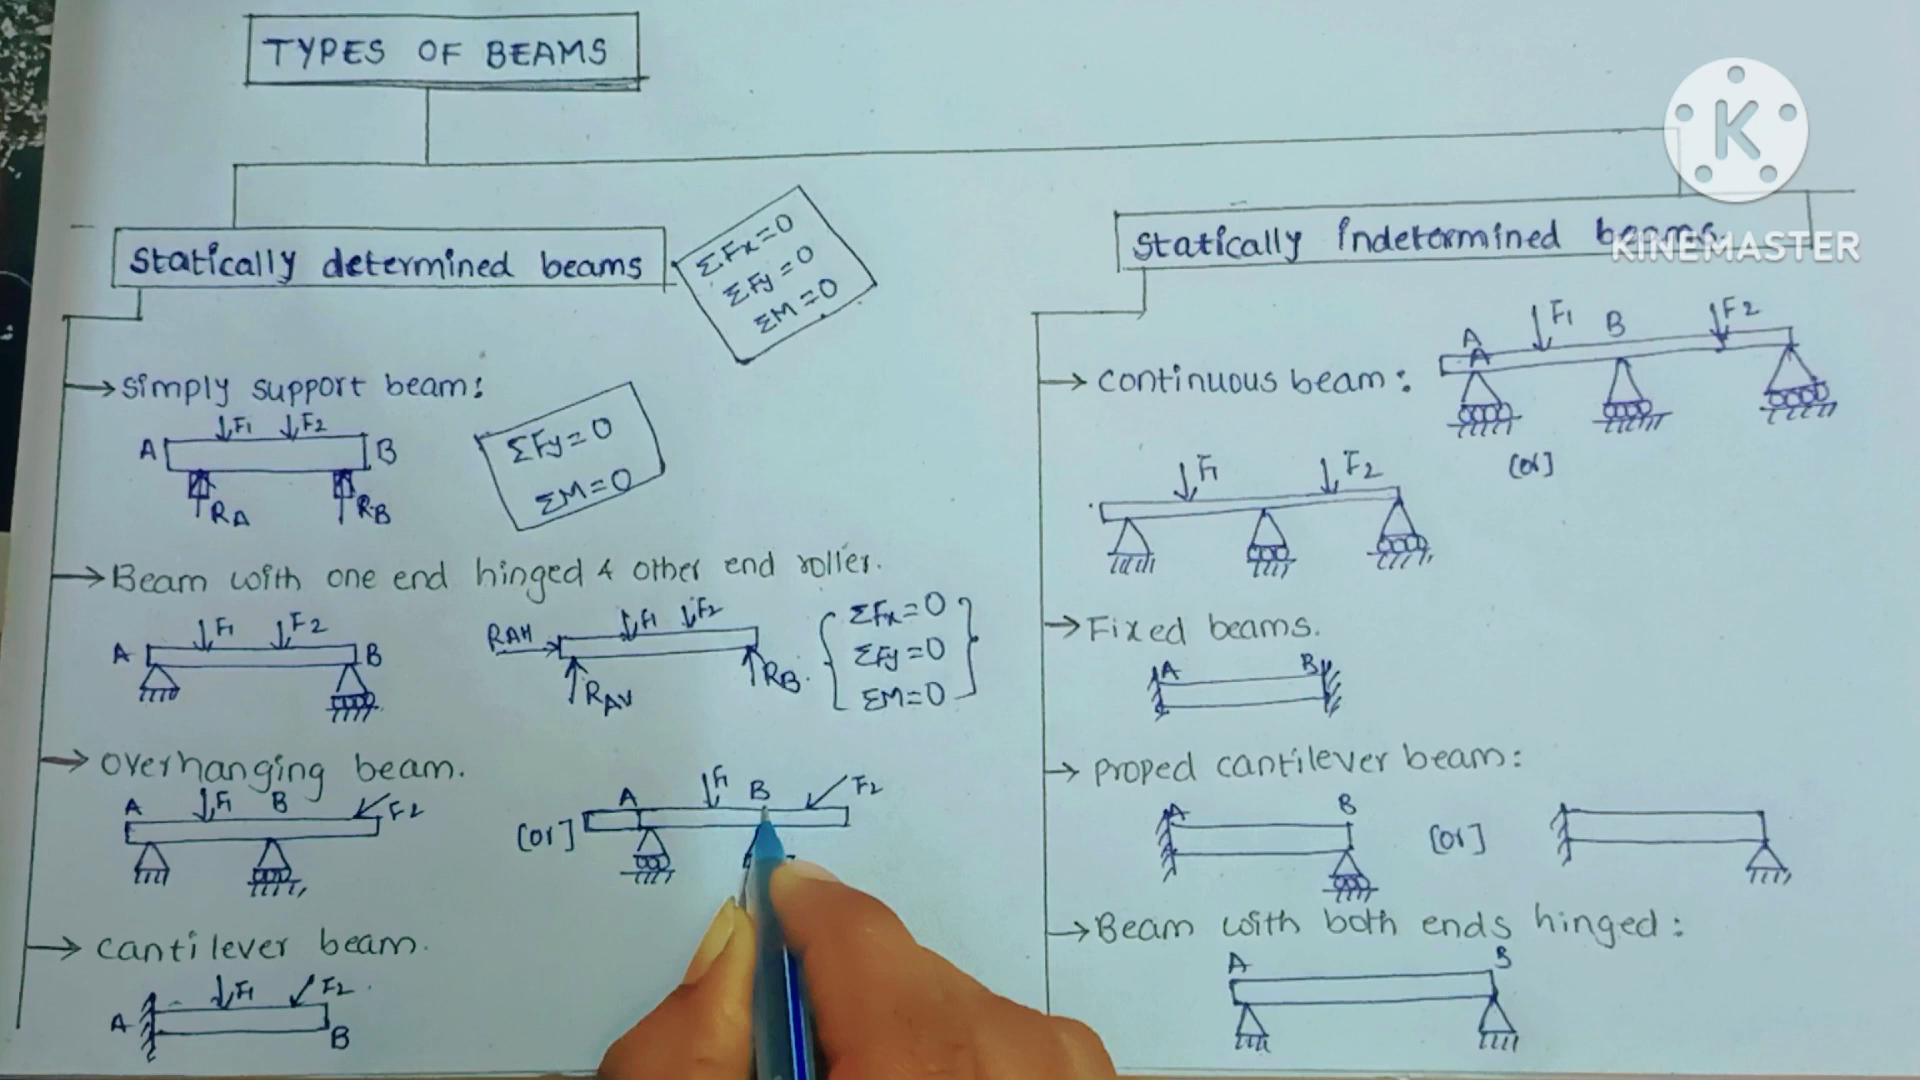 TYPES OF BEAMS
K
KINEMASTER
Statically determined beams
ΣFx=0
ΣFy=0
ΣM=0
→ Simply support beam:
F1 F2
A B
RA RB
ΣFy=0
ΣM=0
→ Beam with one end hinged & other end roller.
F1 F2
A B
RAH F1 F2
RAV RB.
ΣFx=0
ΣFy=0
ΣM=0
→ Overhanging beam.
A F1 B F2
[or]
A F1 B F2
→ Cantilever beam.
F1 F2.
A B
Statically indetermined beams.
→ Continuous beam:
A F1 B F2
A
[or]
F1 F2
→ Fixed beams.
A B
→ Proped cantilever beam:
A B
[or]
→ Beam with both ends hinged:
A B